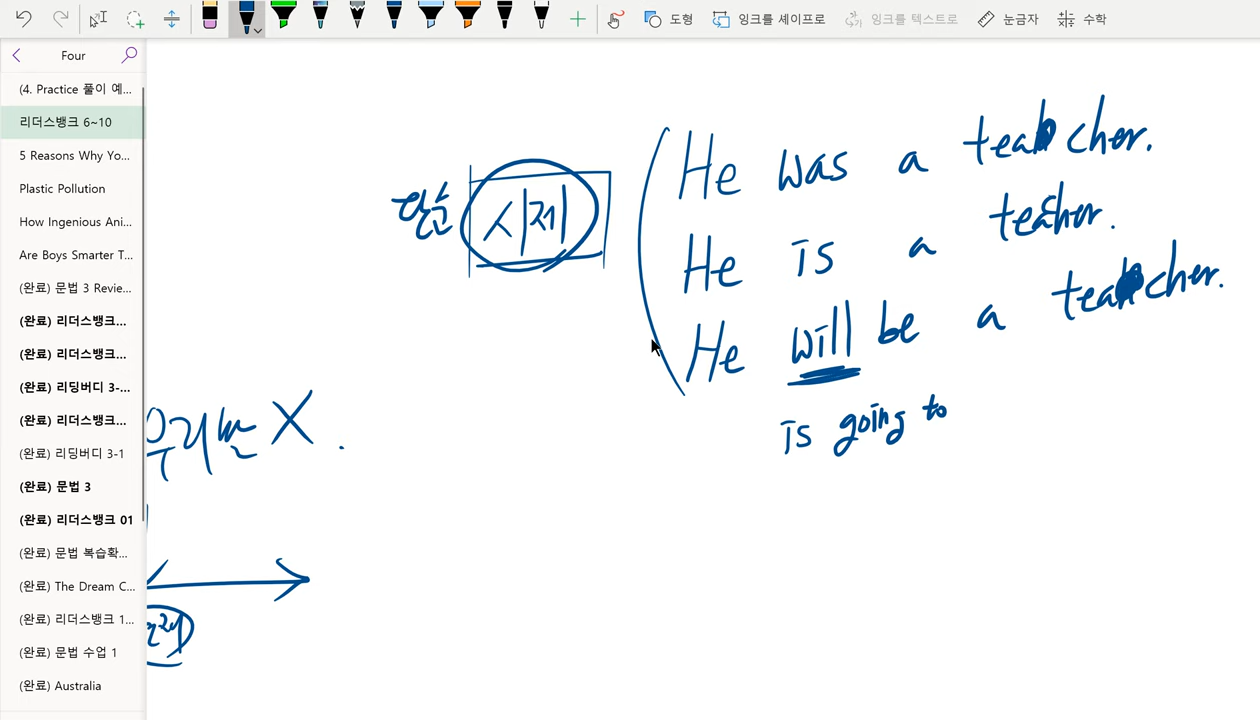 도형
잉크를 셰이프로
잉크를 텍스트로
눈금자
수학
Four
(4. Practice 풀이 예...
리더스뱅크 6~10
5 Reasons Why Yo...
Plastic Pollution
How Ingenious Ani...
Are Boys Smarter T...
(완료) 문법 3 Revie...
(완료) 리더스뱅크...
(완료) 리더스뱅크...
(완료) 리딩버디 3-...
(완료) 리더스뱅크...
(완료) 리딩버디 3-1
(완료) 문법 3
(완료) 리더스뱅크 01
(완료) 문법 복습확...
(완료) The Dream C...
(완료) 리더스뱅크 1...
(완료) 문법 수업 1
(완료) Australia
단순 시제
He was a teacher.
He is a teacher.
He will be a teacher.
is going to
X.